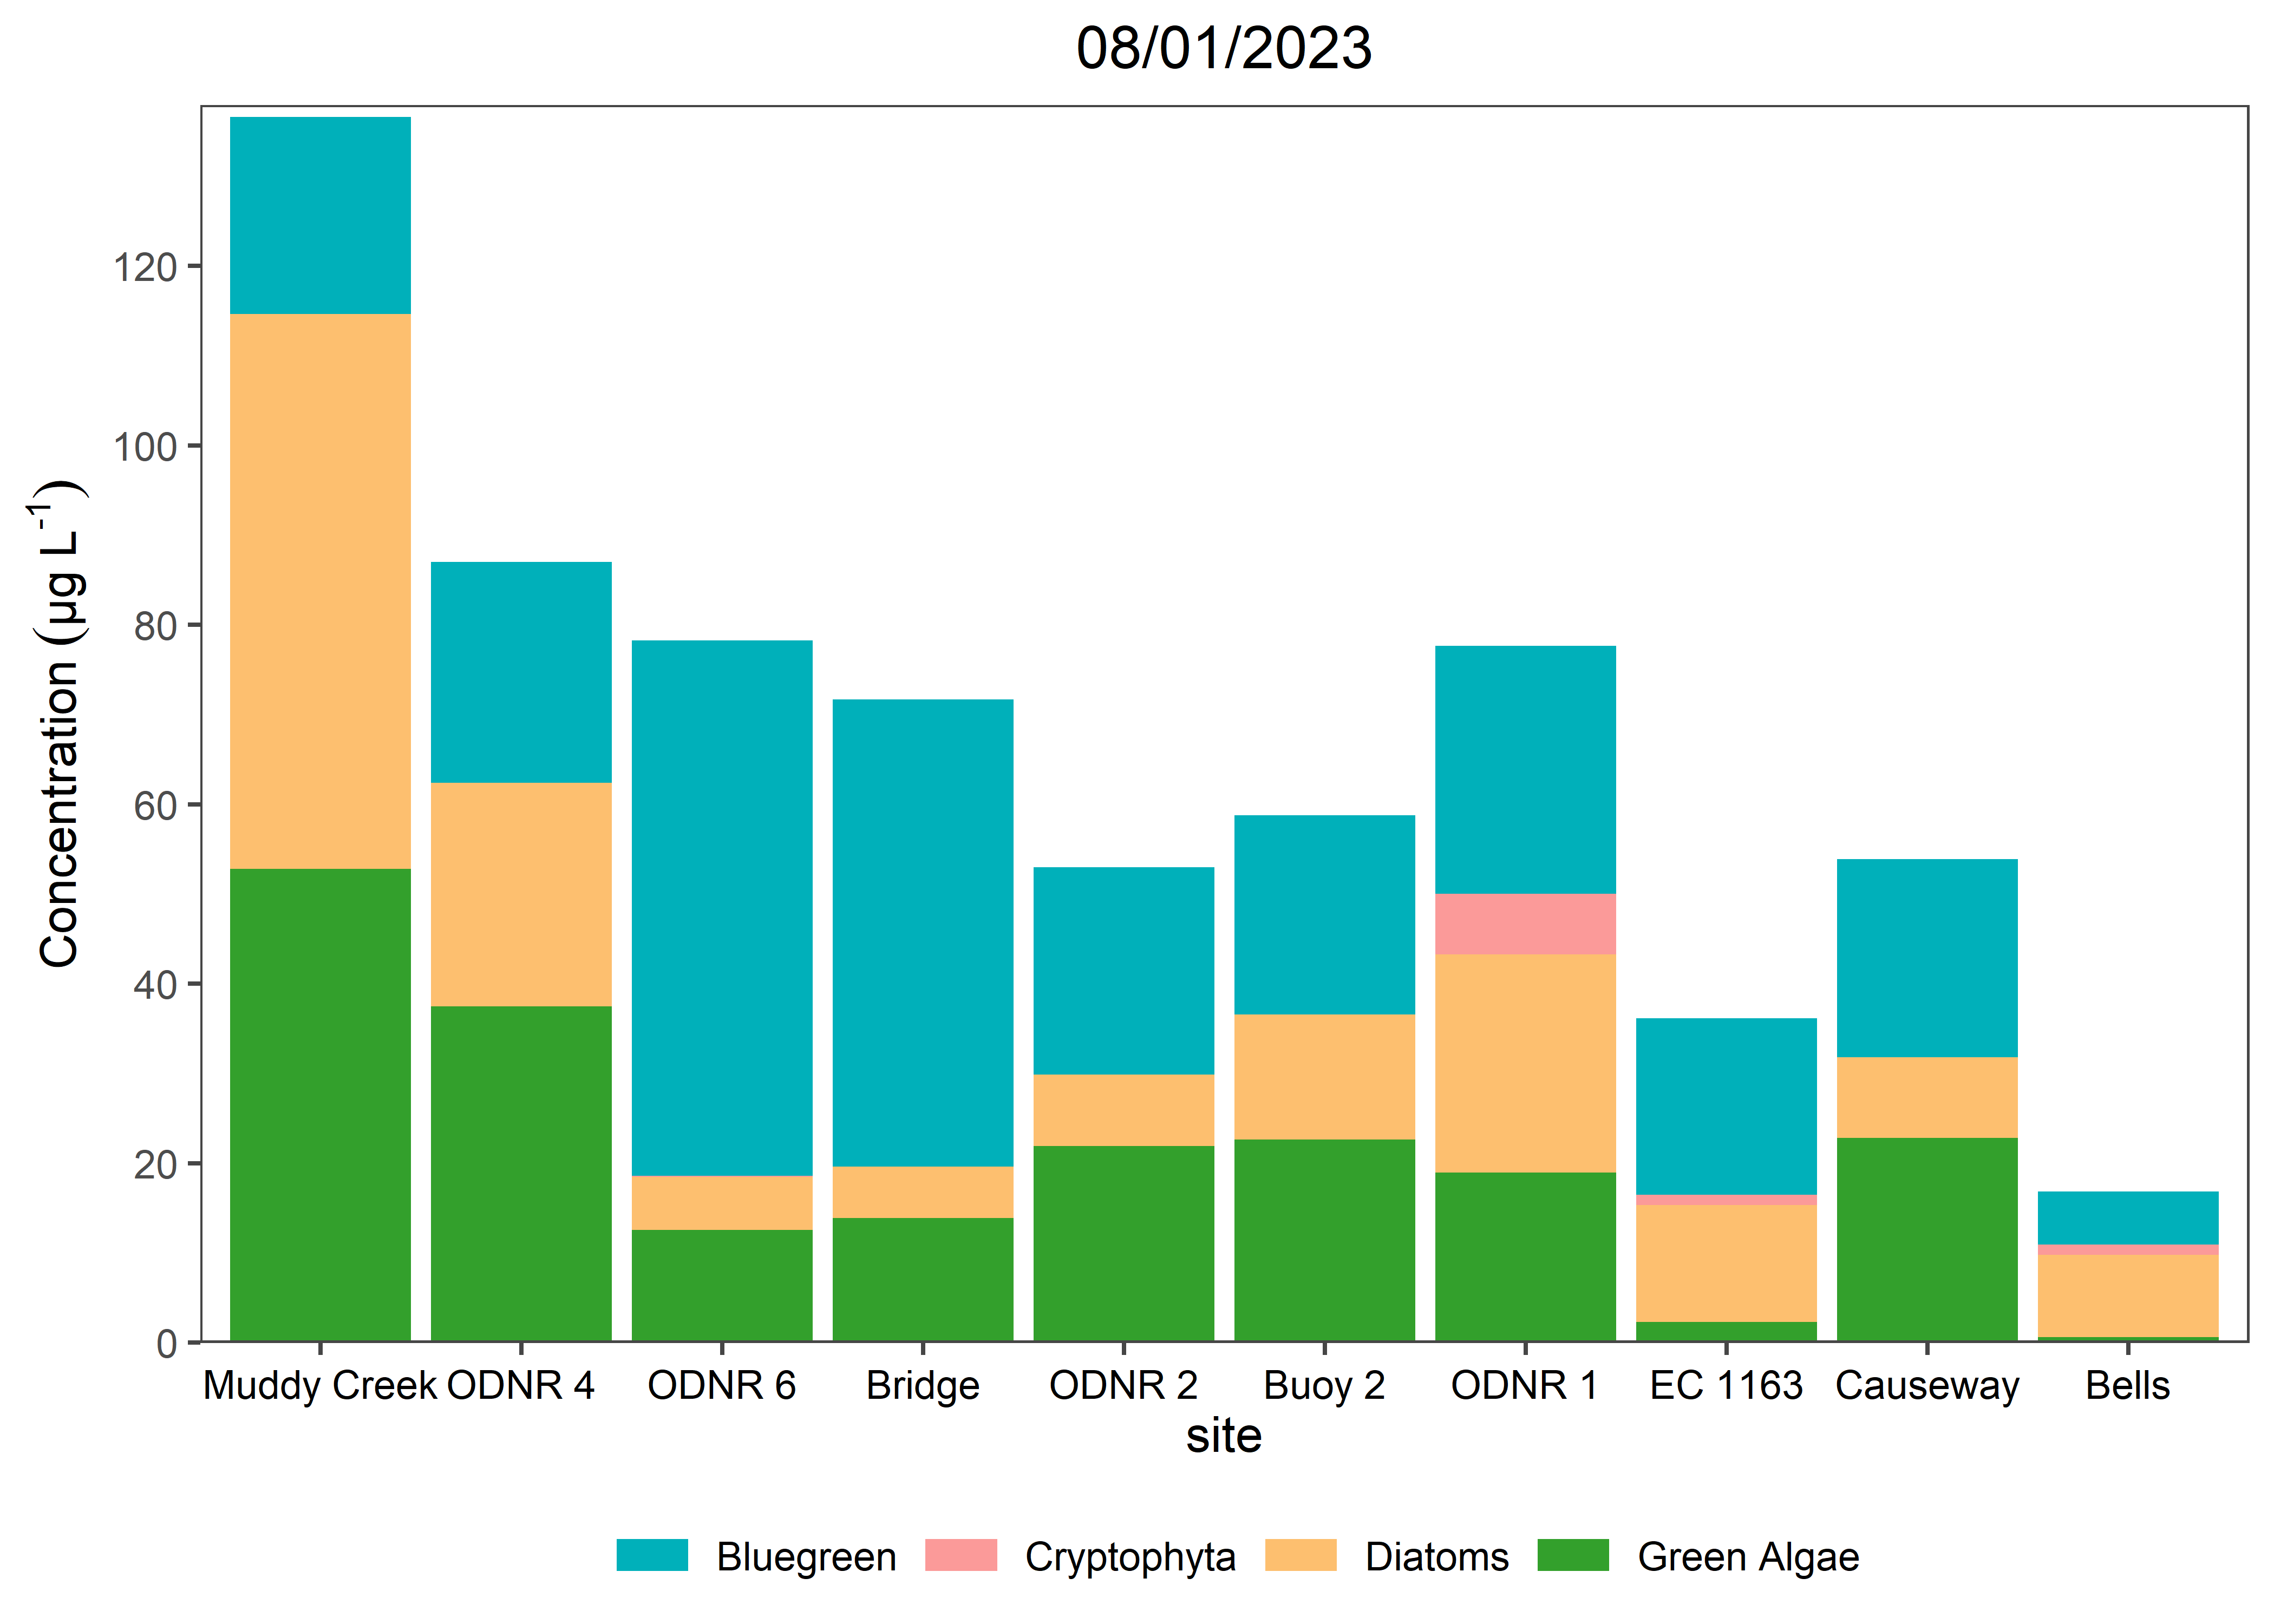 08/01/2023
Concentration (µg L⁻¹)
120
100
80
60
40
20
0
Muddy Creek ODNR 4 ODNR 6 Bridge ODNR 2 Buoy 2 ODNR 1 EC 1163 Causeway Bells
site
Bluegreen Cryptophyta Diatoms Green Algae